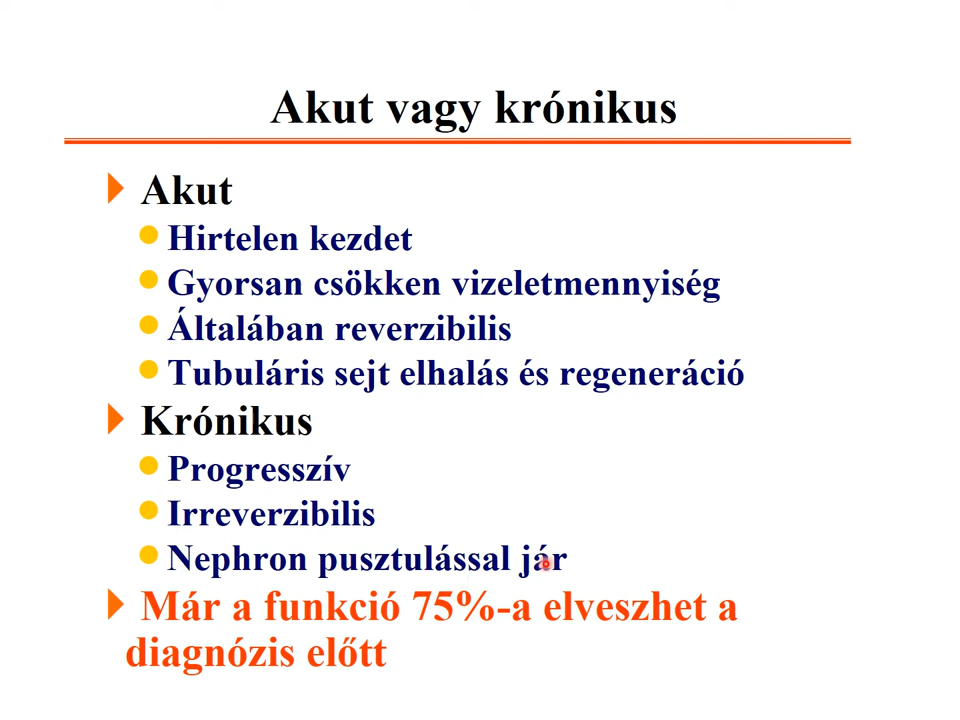 Akut vagy krónikus
Akut
Hirtelen kezdet
Gyorsan csökken vizeletmennyiség
Általában reverzibilis
Tubuláris sejt elhalás és regeneráció
Krónikus
Progresszív
Irreverzibilis
Nephron pusztulással jár
Már a funkció 75%-a elveszhet a
diagnózis előtt